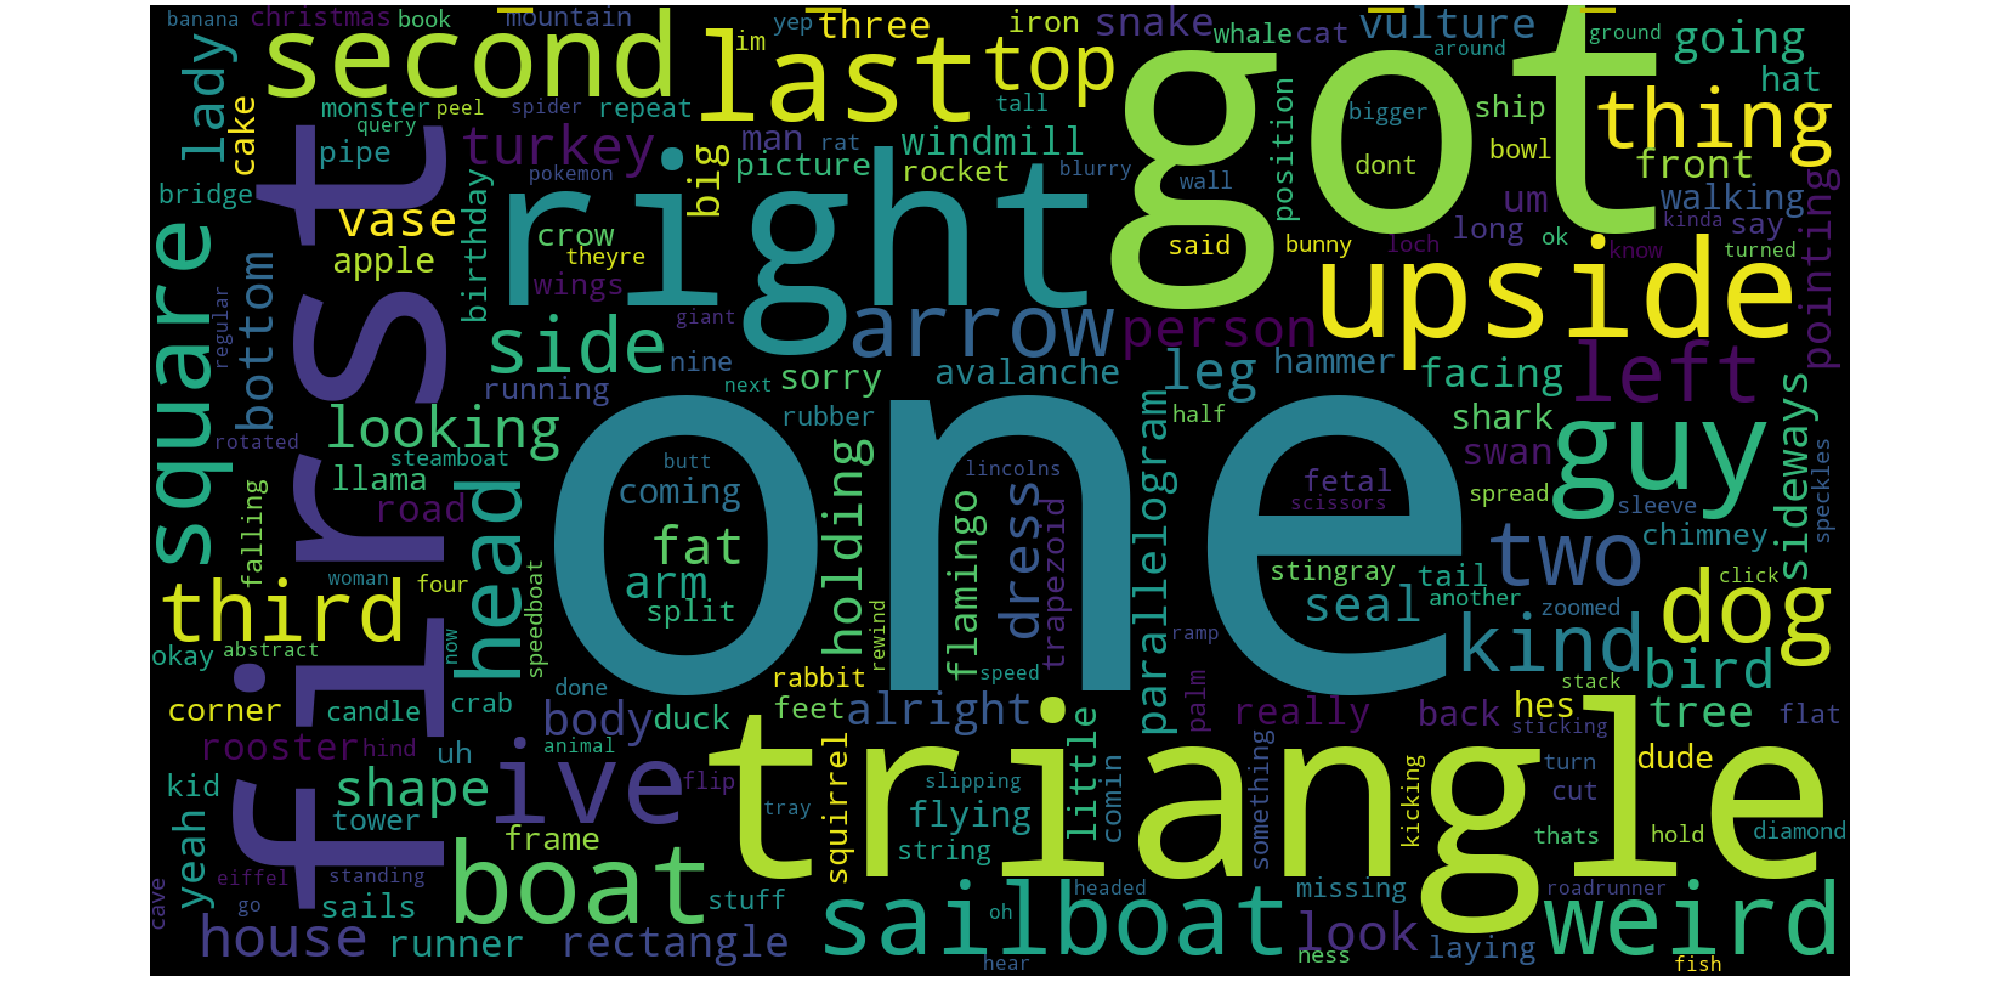 banana
christmas
book
mountain
yep
three
im
iron
snake
whale
cat
vulture
around
ground
going
second
last
top
got
hat
lady
cake
monster
peel
spider
repeat
tall
bigger
ship
thing
query
pipe
turkey
man
rat
windmill
position
dont
bowl
front
big
picture
rocket
blurry
wall
pokemon
bridge
vase
first
right
um
walking
pointing
birthday
crow
theyre
said
bunny
long
loch
ok
kinda
say
know
turned
apple
wings
upside
square
bottom
regular
side
giant
arrow
person
left
nine
running
next
sorry
avalanche
leg
hammer
facing
looking
rubber
half
shark
guy
sideways
rotated
steamboat
llama
road
head
butt
coming
holding
lincolns
parallelogram
fetal
scissors
swan
spread
sleeve
speckles
chimney
falling
one
fat
flamingo
dress
trapezoid
two
woman
four
arm
split
stingray
tail
click
another
seal
zoomed
dog
third
now
speedboat
rewind
ramp
kind
okay
abstract
rabbit
speed
bird
stack
done
corner
candle
crab
body
duck
feet
alright
palm
really
back
hes
tree
flat
sticking
rooster
hind
uh
animal
triangle
little
something
dude
kid
shape
ive
flip
squirrel
slipping
comin
kicking
turn
cut
yeah
tower
tray
flying
frame
string
thats
hold
diamond
eiffel
standing
boat
headed
missing
roadrunner
cave
go
sails
stuff
sailboat
oh
look
weird
house
runner
rectangle
hear
ness
laying
fish